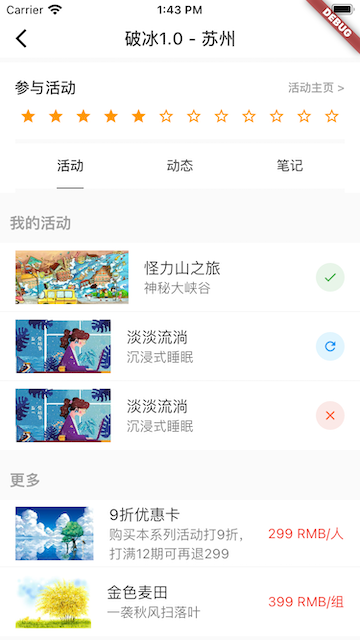 Carrier 1:43 PM
DEBUG
破冰1.0 - 苏州
参与活动 活动主页 >
活动 动态 笔记
我的活动
怪力山之旅
神秘大峡谷
淡淡流淌
沉浸式睡眠
淡淡流淌
沉浸式睡眠
更多
9折优惠卡
购买本系列活动打9折，
打满12期可再退299
299 RMB/人
金色麦田
一袭秋风扫落叶
399 RMB/组